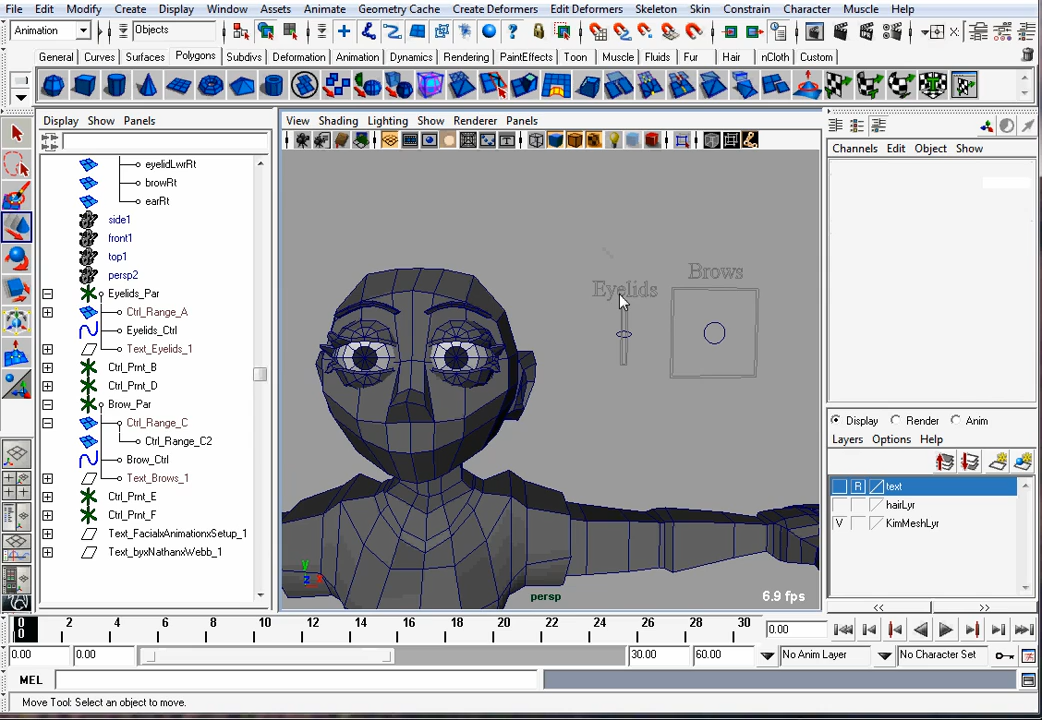 File Edit Modify Create Display Window Assets Animate Geometry Cache Create Deformers Edit Deformers Skeleton Skin Constrain Character Muscle Help
Animation Objects
General Curves Surfaces Polygons Subdivs Deformation Animation Dynamics Rendering PaintEffects Toon Muscle Fluids Fur Hair nCloth Custom
Display Show Panels
View Shading Lighting Show Renderer Panels
Channels Edit Object Show
eyelidLwrRt
browRt
earRt
side1
front1
top1
persp2
Eyelids_Par
Ctrl_Range_A
Eyelids_Ctrl
Text_Eyelids_1
Ctrl_Prnt_B
Ctrl_Prnt_D
Brow_Par
Ctrl_Range_C
Ctrl_Range_C2
Brow_Ctrl
Text_Brows_1
Ctrl_Prnt_E
Ctrl_Prnt_F
Text_FacialxAnimationxSetup_1
Text_byxNathanxWebb_1
Eyelids
Brows
y
z x
persp
6.9 fps
Display Render Anim
Layers Options Help
R text
hairLyr
V KimMeshLyr
<< >>
0 2 4 6 8 10 12 14 16 18 20 22 24 26 28 30
0
0.00
0.00 0.00 30.00 60.00 No Anim Layer No Character Set
MEL
Move Tool: Select an object to move.